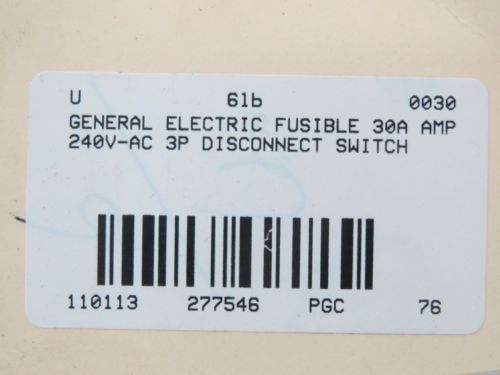 U 61b 0030
GENERAL ELECTRIC FUSIBLE 30A AMP
240V-AC 3P DISCONNECT SWITCH
110113 277546 PGC 76